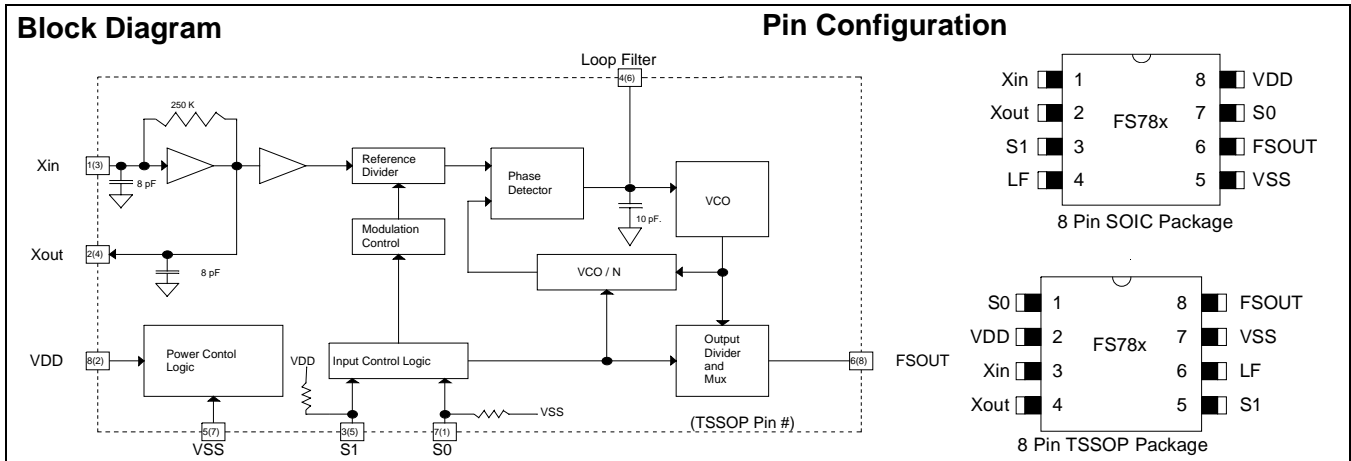 Block Diagram
Pin Configuration
Loop Filter
4(6)
250 K
Xin
1(3)
8 pF
Reference
Divider
Phase
Detector
VCO
10 pF.
Modulation
Control
Xout
2(4)
8 pF
VCO / N
VDD
8(2)
Power Contol
Logic
VDD
Input Control Logic
Output
Divider
and
Mux
6(8)
FSOUT
VSS
(TSSOP Pin #)
5(7)
3(5)
7(1)
VSS
S1
S0
Xin
1
8
VDD
Xout
2
7
S0
FS78x
S1
3
6
FSOUT
LF
4
5
VSS
8 Pin SOIC Package
S0
1
8
FSOUT
VDD
2
7
VSS
FS78x
Xin
3
6
LF
Xout
4
5
S1
8 Pin TSSOP Package